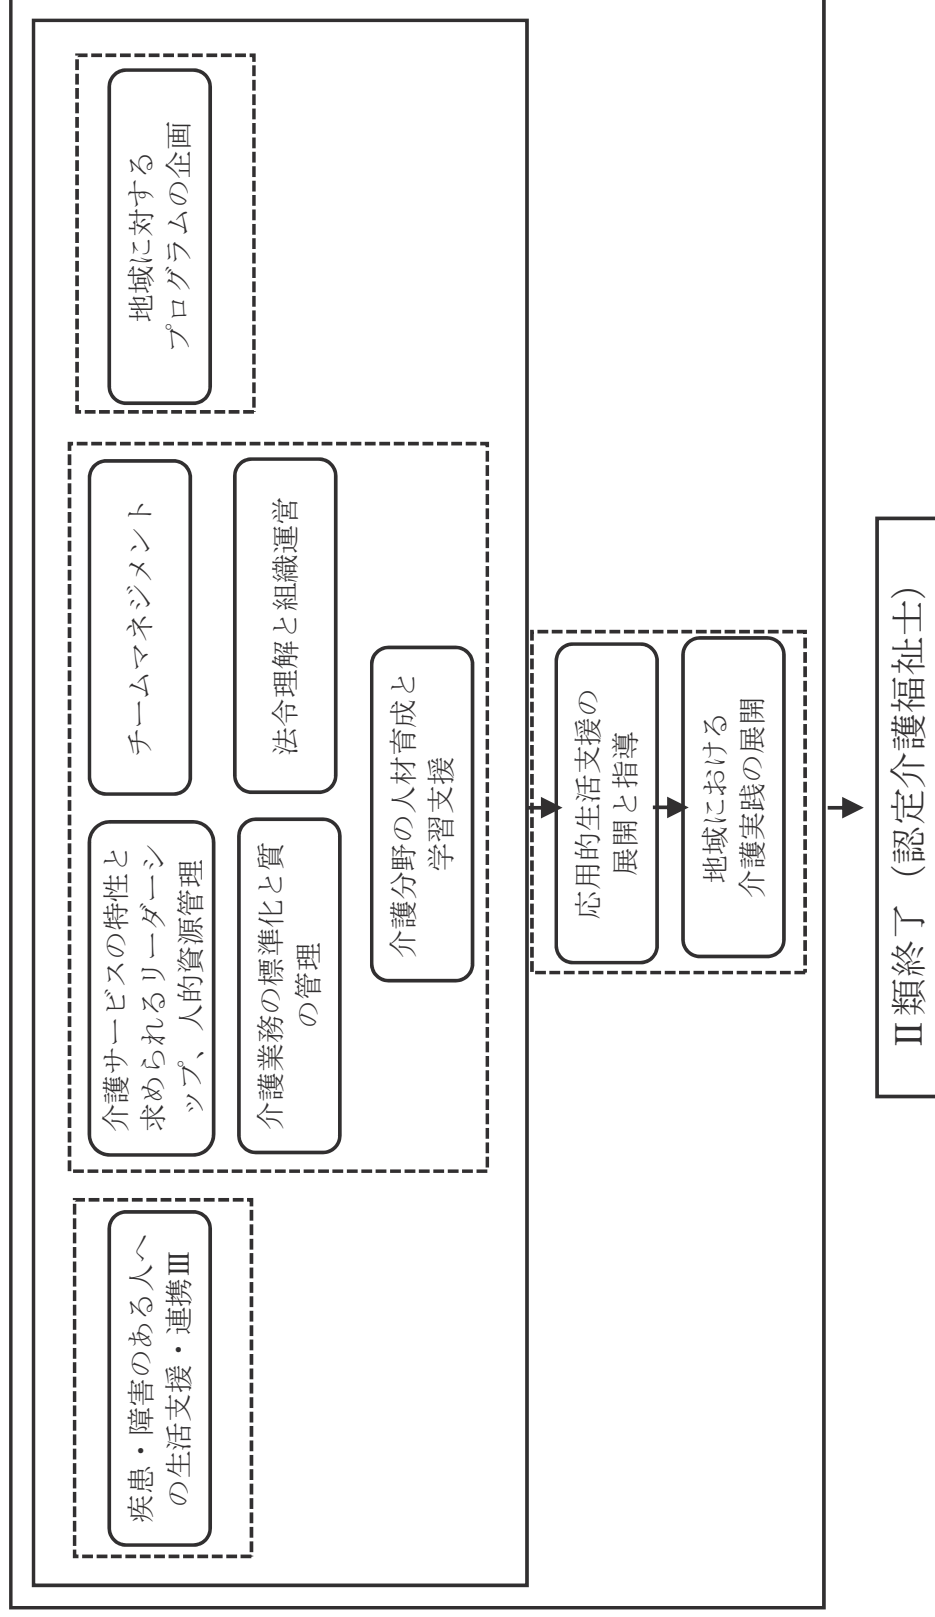 疾患・障害のある人へ
の生活支援・連携Ⅲ
介護サービスの特性と
求められるリーダーシ
ップ、人的資源管理
チームマネジメント
介護業務の標準化と質
の管理
法令理解と組織運営
介護分野の人材育成と
学習支援
地域に対する
プログラムの企画
応用的生活支援の
展開と指導
地域における
介護実践の展開
Ⅱ類終了（認定介護福祉士）